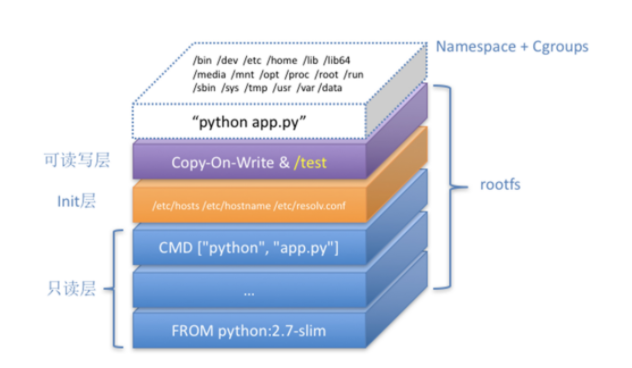 Namespace + Cgroups
/bin /dev /etc /home /lib /lib64
/media /mnt /opt /proc /root /run
/sbin /sys /tmp /usr /var /data
“python app.py”
可读写层
Copy-On-Write & /test
rootfs
Init层
/etc/hosts /etc/hostname /etc/resolv.conf
CMD ["python", "app.py"]
只读层
...
FROM python:2.7-slim